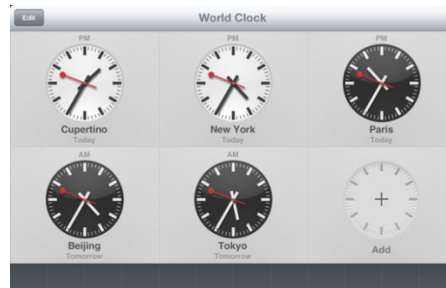 Edit
World Clock
PM
PM
PM
Cupertino
New York
Paris
Today
Today
Today
AM
AM
Beijing
Tokyo
Add
Tomorrow
Tomorrow